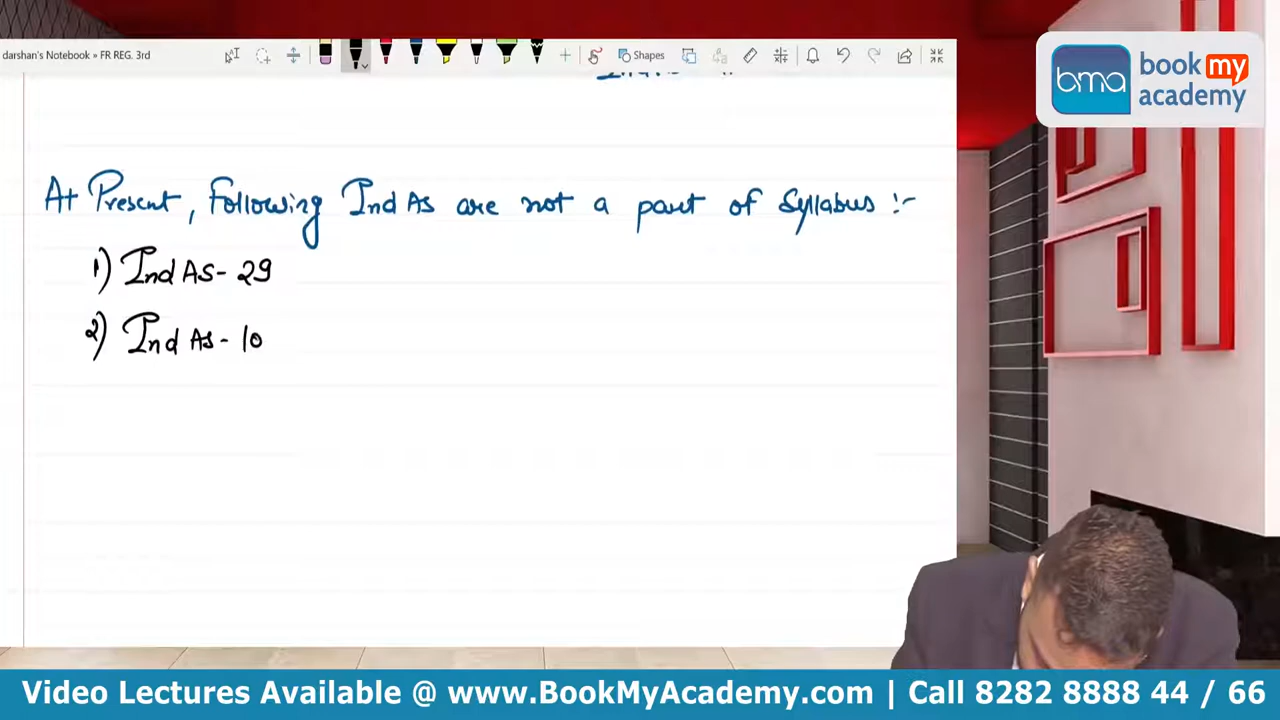 darshan's Notebook » FR REG. 3rd
Shapes
bma
book my
academy
At Present, Following Ind As are not a part of Syllabus :-
1) Ind As - 29
2) Ind As - 10
Video Lectures Available @ www.BookMyAcademy.com | Call 8282 8888 44 / 66